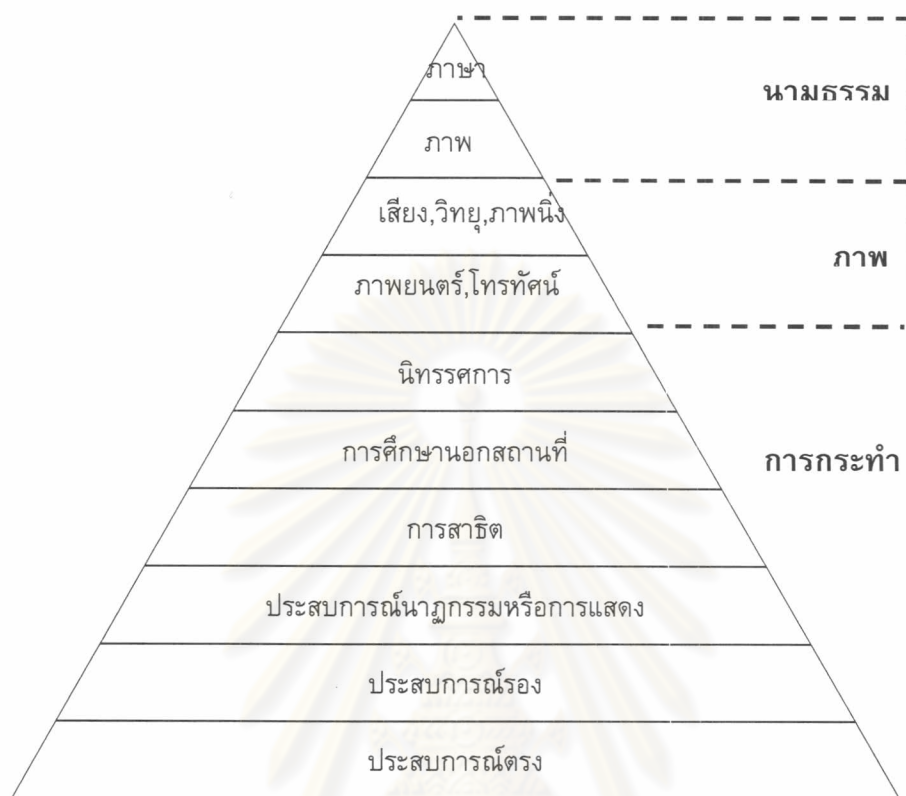 ภาษา
นามธรรม
ภาพ
เสียง,วิทยุ,ภาพนิ่ง
ภาพ
ภาพยนตร์,โทรทัศน์
นิทรรศการ
การศึกษานอกสถานที่
การกระทำ
การสาธิต
ประสบการณ์นาฏกรรมหรือการแสดง
ประสบการณ์รอง
ประสบการณ์ตรง